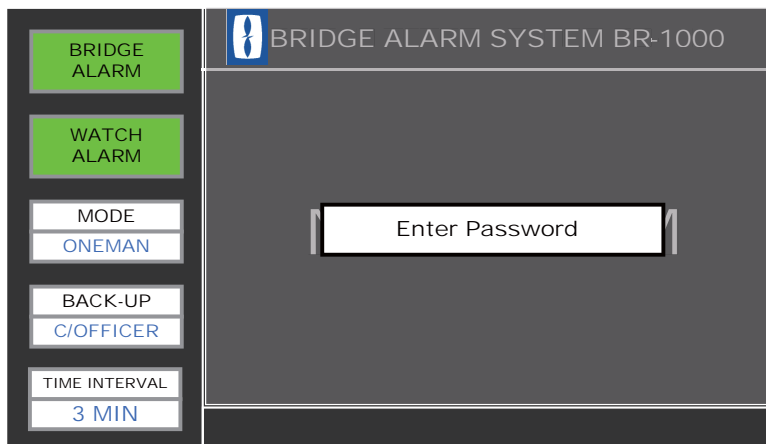 BRIDGE
ALARM
BRIDGE ALARM SYSTEM BR-1000
WATCH
ALARM
MODE
ONEMAN
Enter Password
BACK-UP
C/OFFICER
TIME INTERVAL
3 MIN